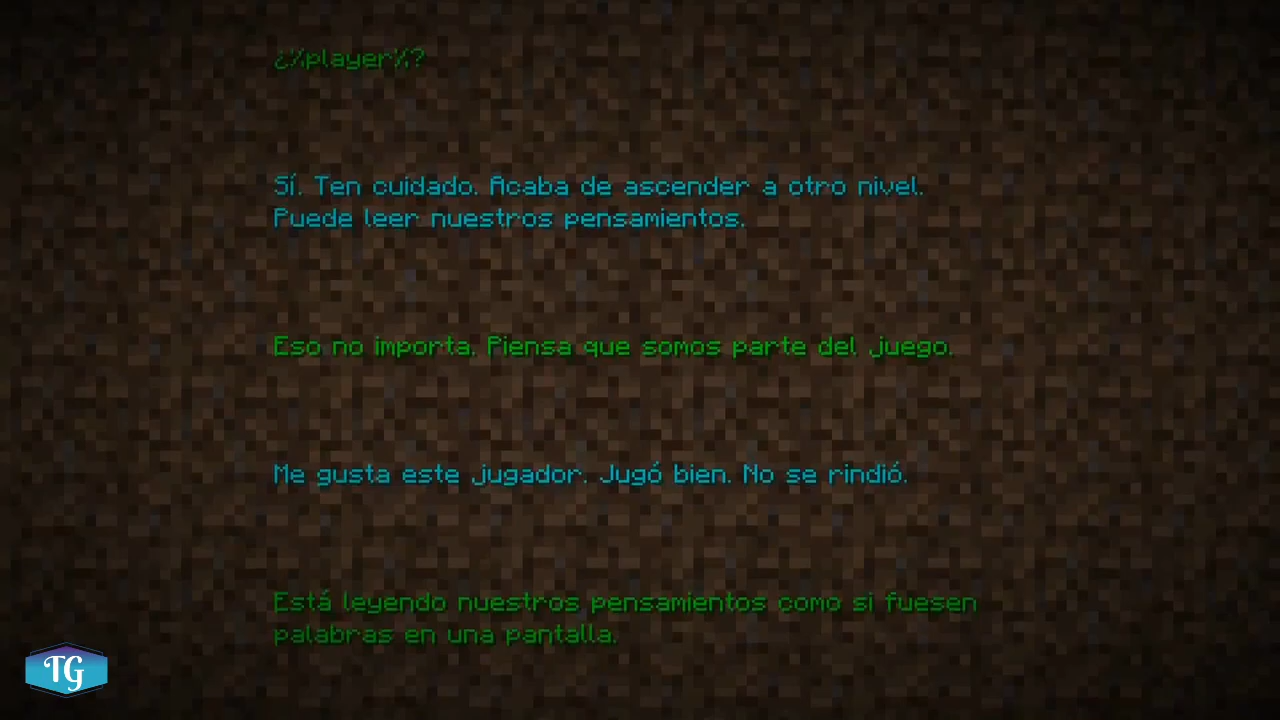 ¿%player%?
Sí. Ten cuidado. Acaba de ascender a otro nivel.
Puede leer nuestros pensamientos.
Eso no importa. Piensa que somos parte del juego.
Me gusta este jugador. Jugó bien. No se rindió.
Está leyendo nuestros pensamientos como si fuesen
palabras en una pantalla.
TG